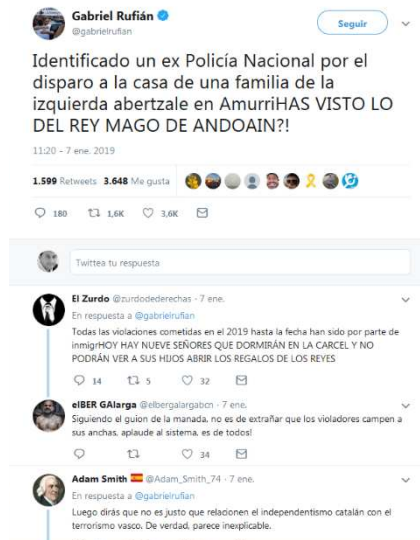 Gabriel Rufián
@gabrielrufian
Seguir
Identificado un ex Policía Nacional por el
disparo a la casa de una familia de la
izquierda abertzale en AmurriHAS VISTO LO
DEL REY MAGO DE ANDOAIN?!
11:20 - 7 ene. 2019
1.599 Retweets 3.648 Me gusta
180 1,6K 3,6K
Twittea tu respuesta
El Zurdo @zurdodederechas · 7 ene.
En respuesta a @gabrielrufian
Todas las violaciones cometidas en el 2019 hasta la fecha han sido por parte de
inmigrHOY HAY NUEVE SEÑORES QUE DORMIRÁN EN LA CARCEL Y NO
PODRÁN VER A SUS HIJOS ABRIR LOS REGALOS DE LOS REYES
14 5 32
elBER GAlarga @elbergalargabcn · 7 ene.
Siguiendo el guion de la manada, no es de extrañar que los violadores campen a
sus anchas, aplaude al sistema, es de todos!
34
Adam Smith @Adam_Smith_74 · 7 ene.
En respuesta a @gabrielrufian
Luego dirás que no es justo que relacionen el independentismo catalán con el
terrorismo vasco. De verdad, parece inexplicable.